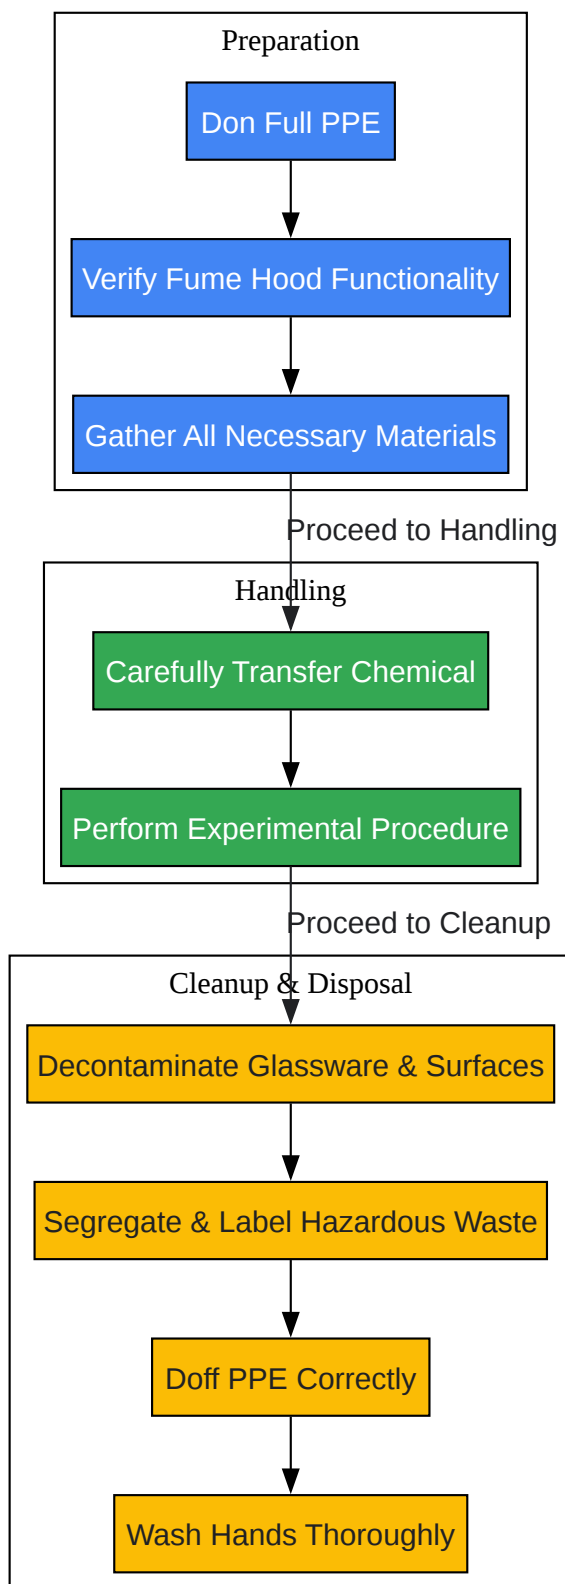 Preparation
Don Full PPE
Verify Fume Hood Functionality
Gather All Necessary Materials
Proceed to Handling
Handling
Carefully Transfer Chemical
Perform Experimental Procedure
Proceed to Cleanup
Cleanup & Disposal
Decontaminate Glassware & Surfaces
Segregate & Label Hazardous Waste
Doff PPE Correctly
Wash Hands Thoroughly